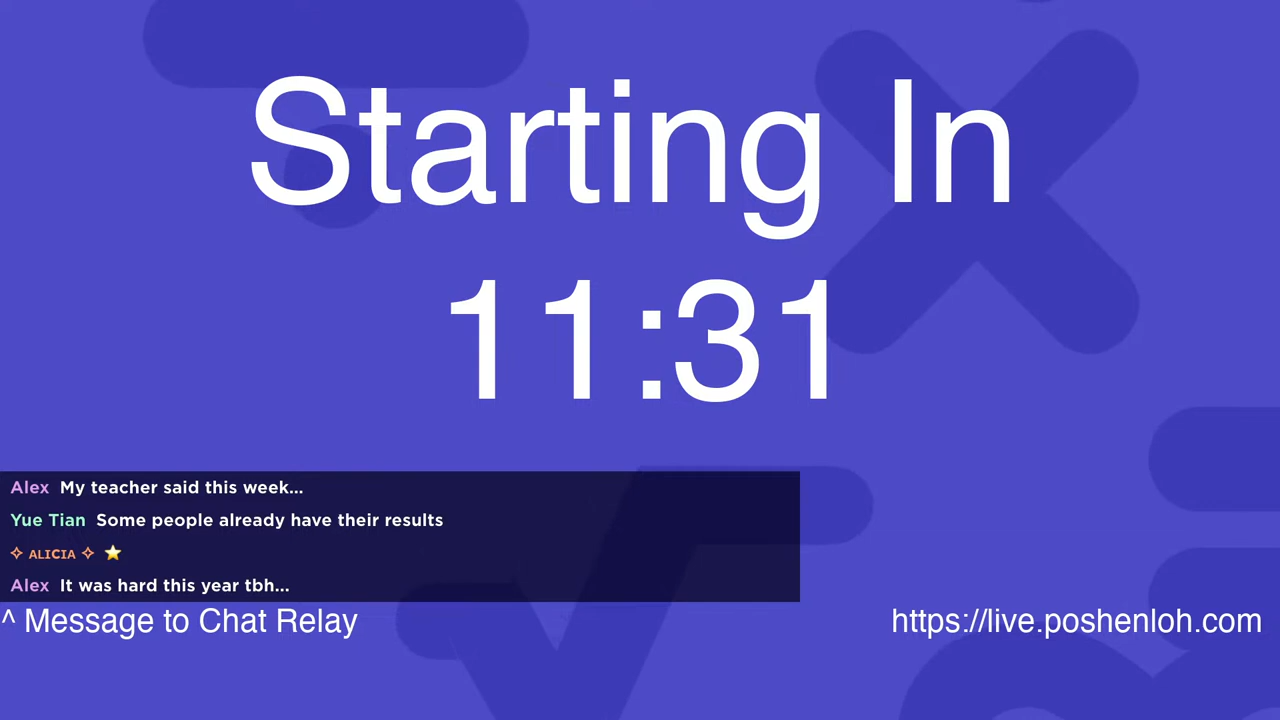 Starting In
11:31
Alex My teacher said this week...
Yue Tian Some people already have their results
✧ ᴀʟɪᴄɪᴀ ✧ ⭐
Alex It was hard this year tbh...
^ Message to Chat Relay
https://live.poshenloh.com